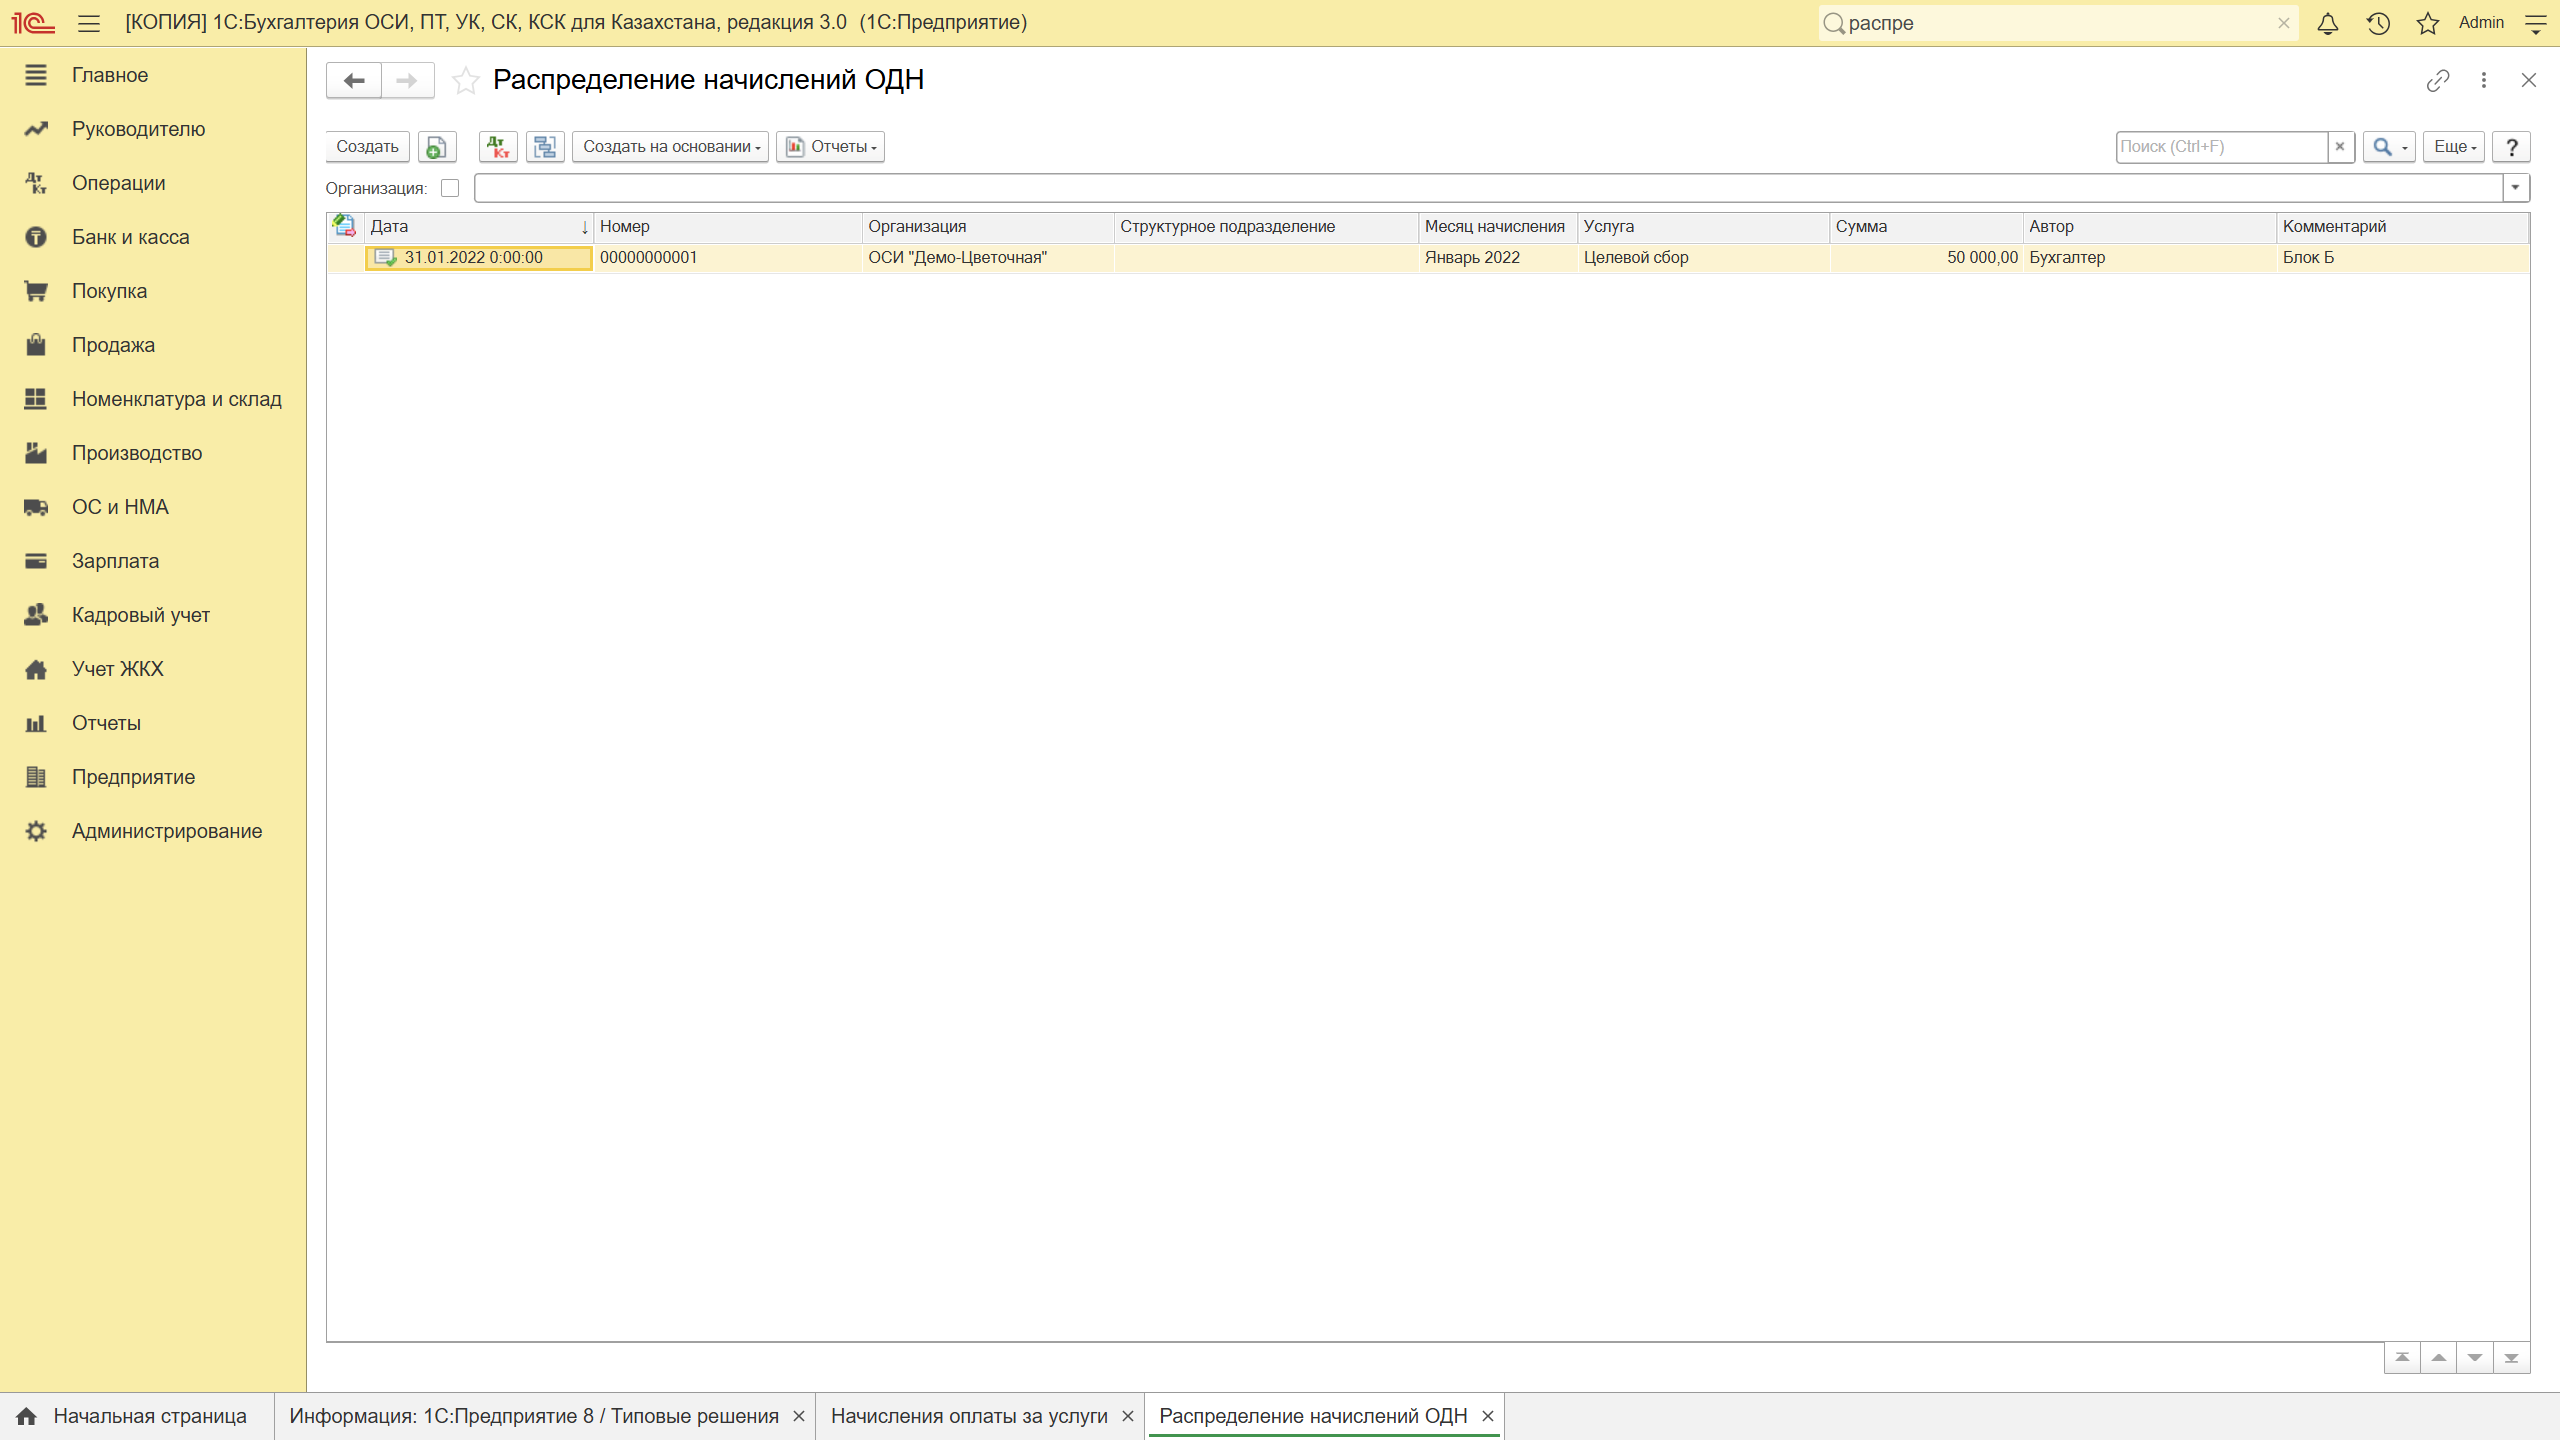 1С [КОПИЯ] 1С:Бухгалтерия ОСИ, ПТ, УК, СК, КСК для Казахстана, редакция 3.0 (1С:Предприятие) распре Admin
Главное
Руководителю
Операции
Банк и касса
Покупка
Продажа
Номенклатура и склад
Производство
ОС и НМА
Зарплата
Кадровый учет
Учет ЖКХ
Отчеты
Предприятие
Администрирование
Распределение начислений ОДН
Создать Дт Кт Создать на основании Отчеты Поиск (Ctrl+F) × Еще ?
Организация:
Дата ↓ Номер Организация Структурное подразделение Месяц начисления Услуга Сумма Автор Комментарий
31.01.2022 0:00:00 00000000001 ОСИ "Демо-Цветочная" Январь 2022 Целевой сбор 50 000,00 Бухгалтер Блок Б
Начальная страница Информация: 1С:Предприятие 8 / Типовые решения × Начисления оплаты за услуги × Распределение начислений ОДН ×